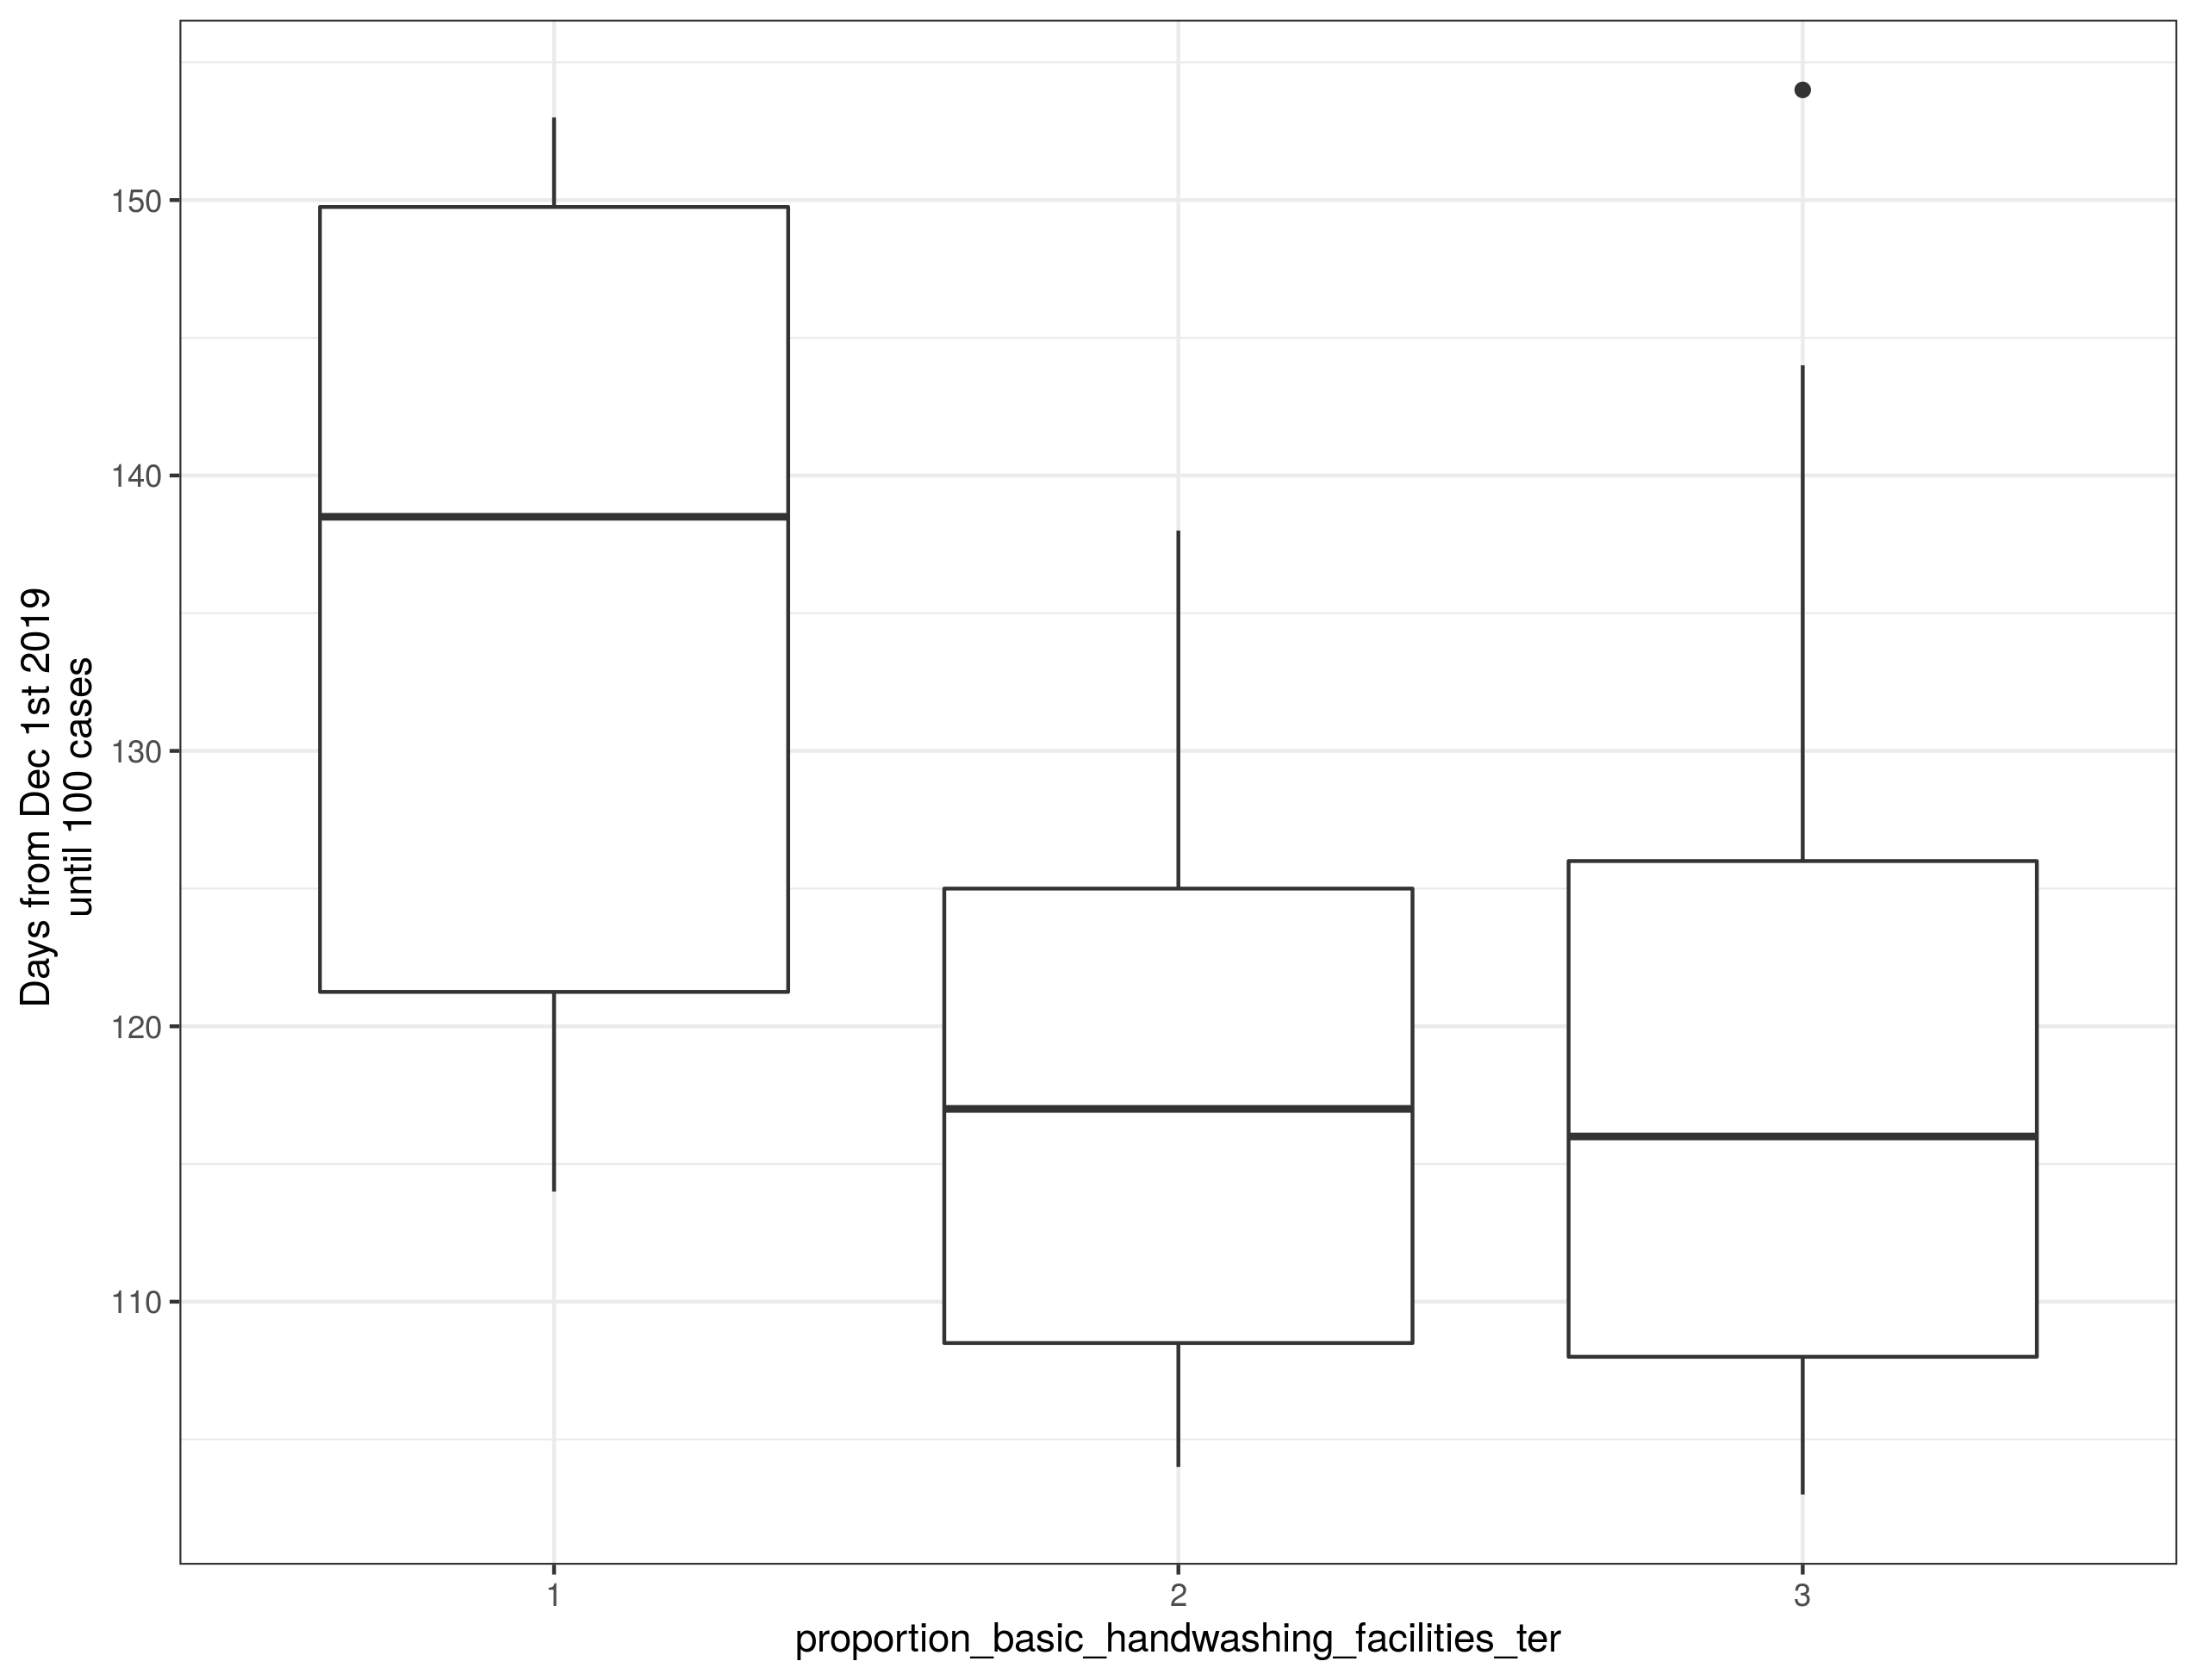 Days from Dec 1st 2019
until 100 cases
150
140
130
120
110
1
2
3
proportion_basic_handwashing_facilities_ter